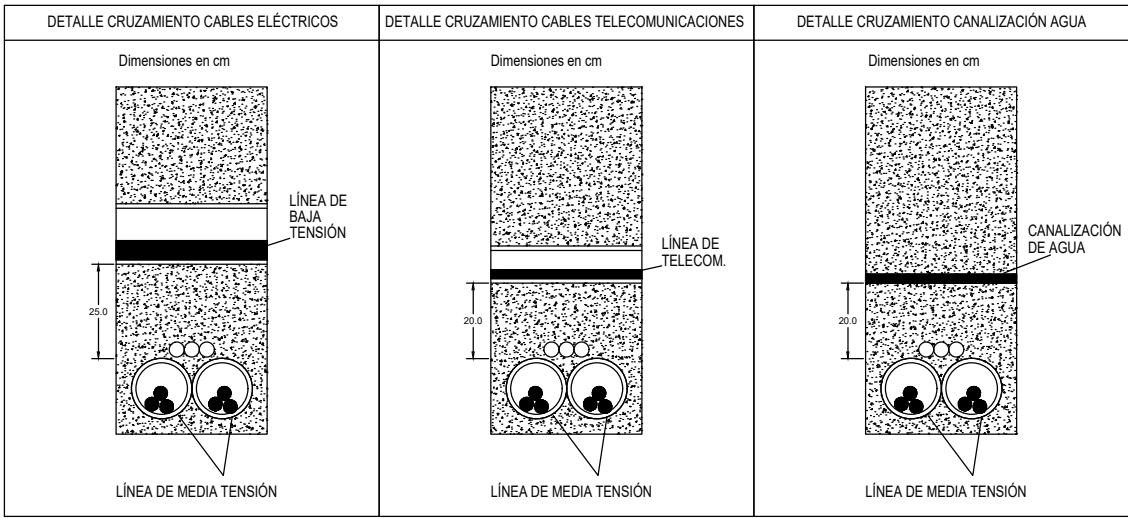 DETALLE CRUZAMIENTO CABLES ELÉCTRICOS
Dimensiones en cm
LÍNEA DE
BAJA
TENSIÓN
25.0
LÍNEA DE MEDIA TENSIÓN
DETALLE CRUZAMIENTO CABLES TELECOMUNICACIONES
Dimensiones en cm
LÍNEA DE
TELECOM.
20.0
LÍNEA DE MEDIA TENSIÓN
DETALLE CRUZAMIENTO CANALIZACIÓN AGUA
Dimensiones en cm
CANALIZACIÓN
DE AGUA
20.0
LÍNEA DE MEDIA TENSIÓN